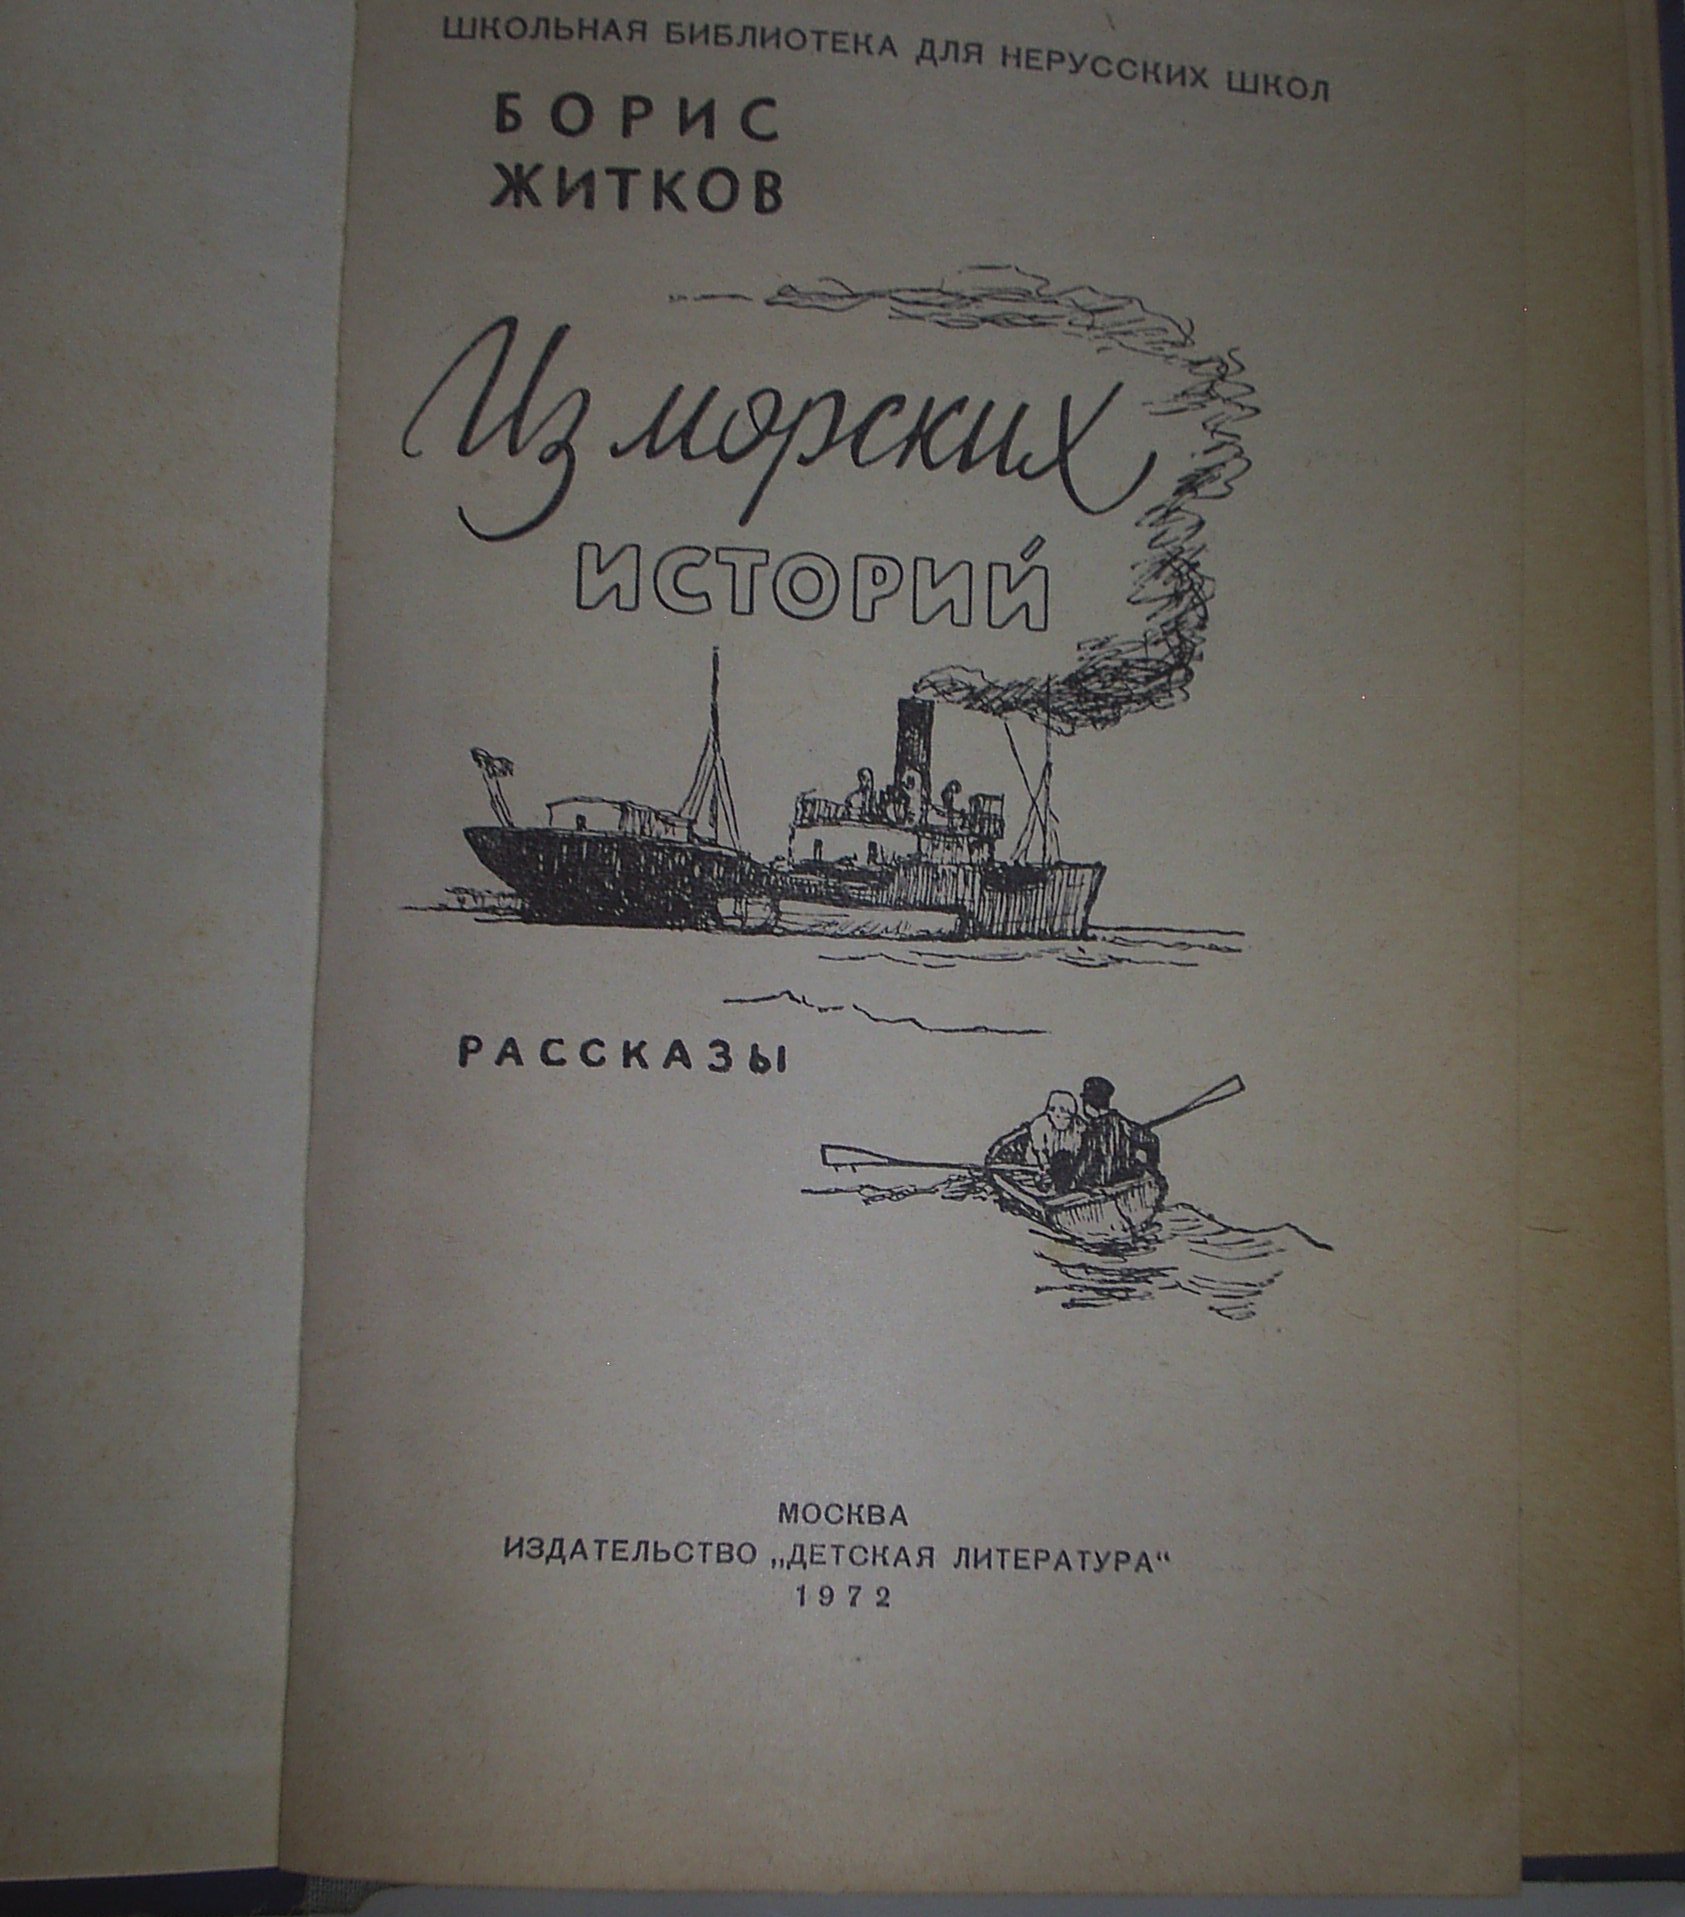 ШКОЛЬНАЯ БИБЛИОТЕКА ДЛЯ НЕРУССКИХ ШКОЛ
БОРИС
ЖИТКОВ
Из морских
ИСТОРИЙ
РАССКАЗЫ
МОСКВА
ИЗДАТЕЛЬСТВО „ДЕТСКАЯ ЛИТЕРАТУРА“
1972